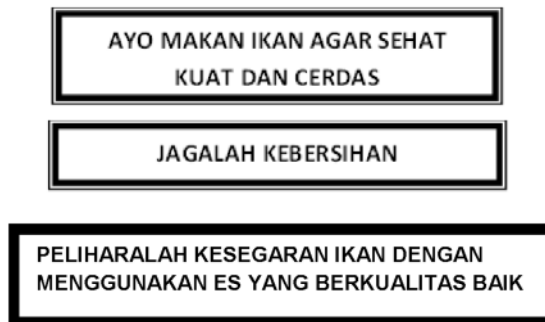 AYO MAKAN IKAN AGAR SEHAT
KUAT DAN CERDAS
JAGALAH KEBERSIHAN
PELIHARALAH KESEGARAN IKAN DENGAN
MENGGUNAKAN ES YANG BERKUALITAS BAIK